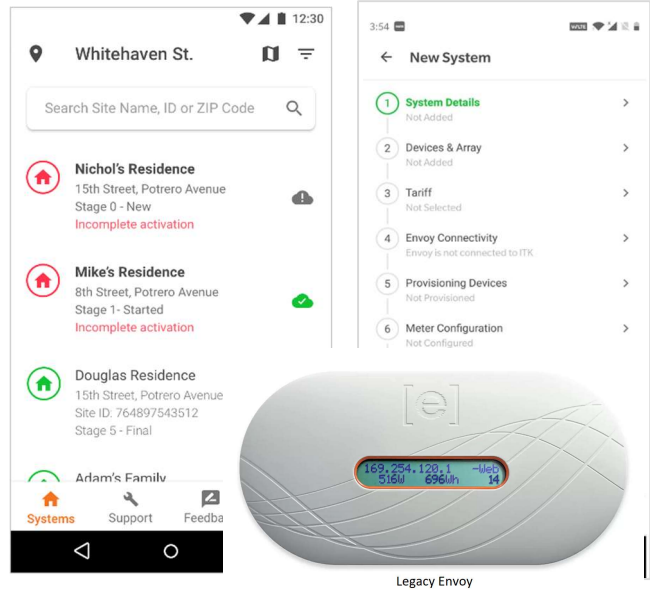 12:30
Whitehaven St.
Search Site Name, ID or ZIP Code
Nichol's Residence
15th Street, Potrero Avenue
Stage 0 - New
Incomplete activation
Mike's Residence
8th Street, Potrero Avenue
Stage 1- Started
Incomplete activation
Douglas Residence
15th Street, Potrero Avenue
Site ID: 764897543512
Stage 5 - Final
Adam's Family
Systems
Support
Feedba
3:54
New System
1
System Details
Not Added
2
Devices & Array
Not Added
3
Tariff
Not Selected
4
Envoy Connectivity
Envoy is not connected to ITK
5
Provisioning Devices
Not Provisioned
6
Meter Configuration
Not Configured
[e]
169.254.120.1 -Web
516W 696Wh 14
Legacy Envoy